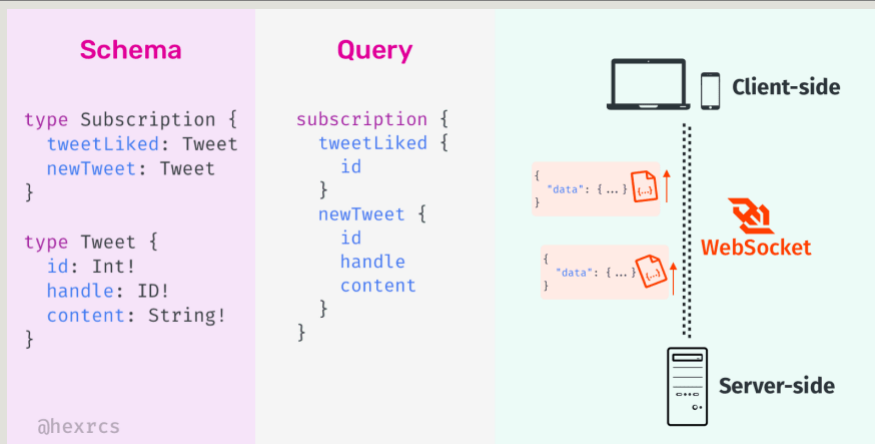 Schema
type Subscription {
  tweetLiked: Tweet
  newTweet: Tweet
}
type Tweet {
  id: Int!
  handle: ID!
  content: String!
}
@hexrcs
Query
subscription {
  tweetLiked {
    id
  }
  newTweet {
    id
    handle
    content
  }
}
Client-side
{
  "data": { ... }
}
{...}
WebSocket
{
  "data": { ... }
}
{...}
Server-side